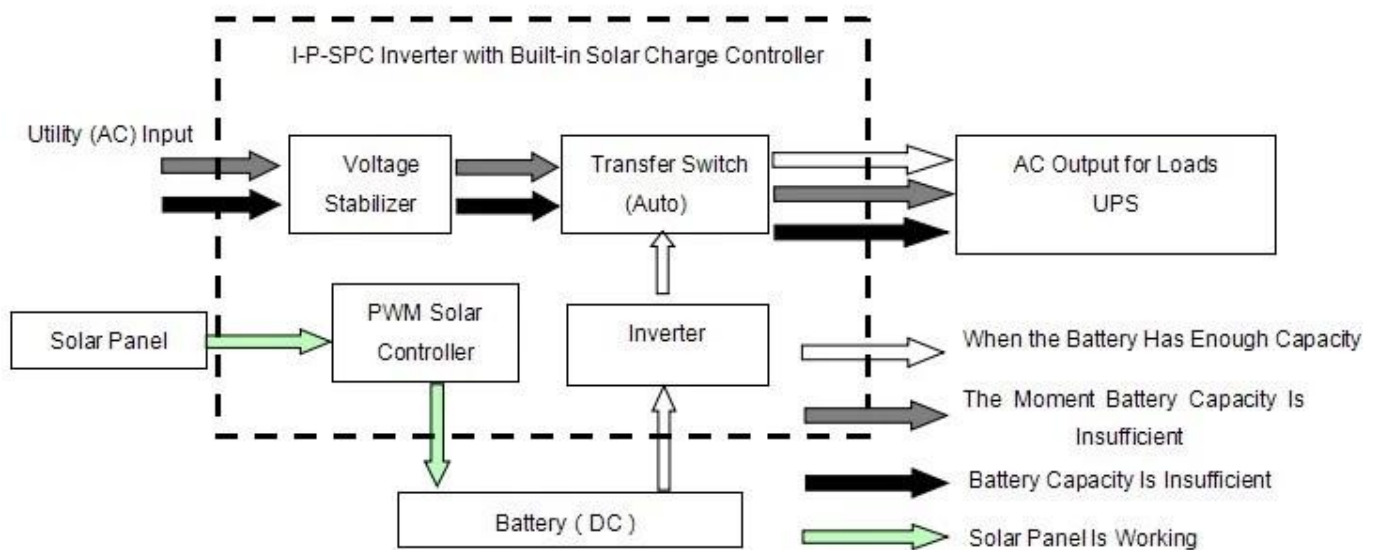 I-P-SPC Inverter with Built-in Solar Charge Controller
Utility (AC) Input
Voltage
Stabilizer
Transfer Switch
(Auto)
AC Output for Loads
UPS
Solar Panel
PWM Solar
Controller
Inverter
Battery ( DC )
When the Battery Has Enough Capacity
The Moment Battery Capacity Is
Insufficient
Battery Capacity Is Insufficient
Solar Panel Is Working